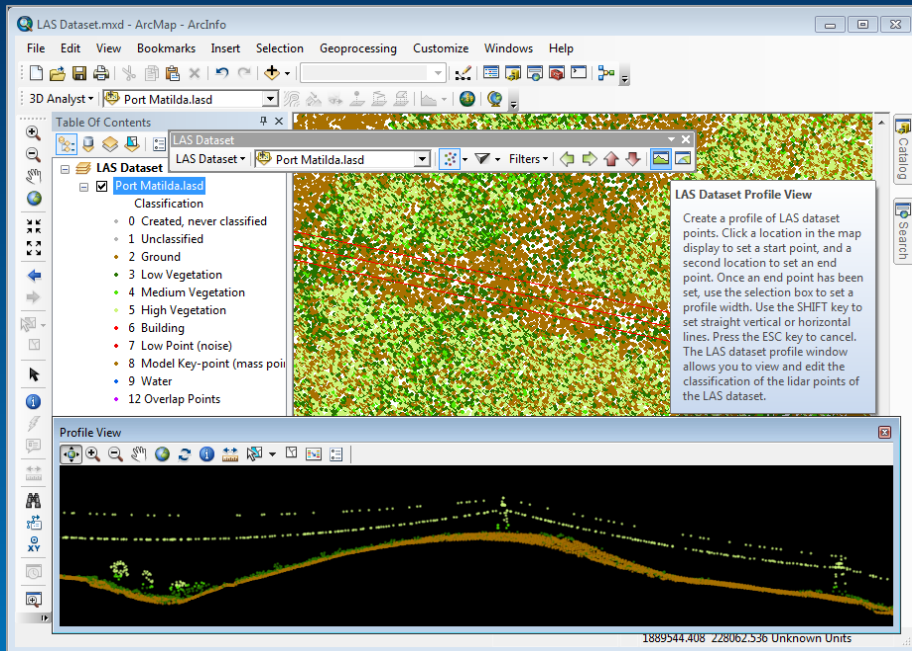 LAS Dataset.mxd - ArcMap - ArcInfo
File Edit View Bookmarks Insert Selection Geoprocessing Customize Windows Help
3D Analyst Port Matilda.lasd
Table Of Contents
LAS Dataset
LAS Dataset Port Matilda.lasd Filters
LAS Dataset
Port Matilda.lasd
Classification
0 Created, never classified
1 Unclassified
2 Ground
3 Low Vegetation
4 Medium Vegetation
5 High Vegetation
6 Building
7 Low Point (noise)
8 Model Key-point (mass poi
9 Water
12 Overlap Points
LAS Dataset Profile View
Create a profile of LAS dataset
points. Click a location in the map
display to set a start point, and a
second location to set an end
point. Once an end point has been
set, use the selection box to set a
profile width. Use the SHIFT key to
set straight vertical or horizontal
lines. Press the ESC key to cancel.
The LAS dataset profile window
allows you to view and edit the
classification of the lidar points of
the LAS dataset.
Catalog
Search
XY
Profile View
1889544.408 228062.536 Unknown Units